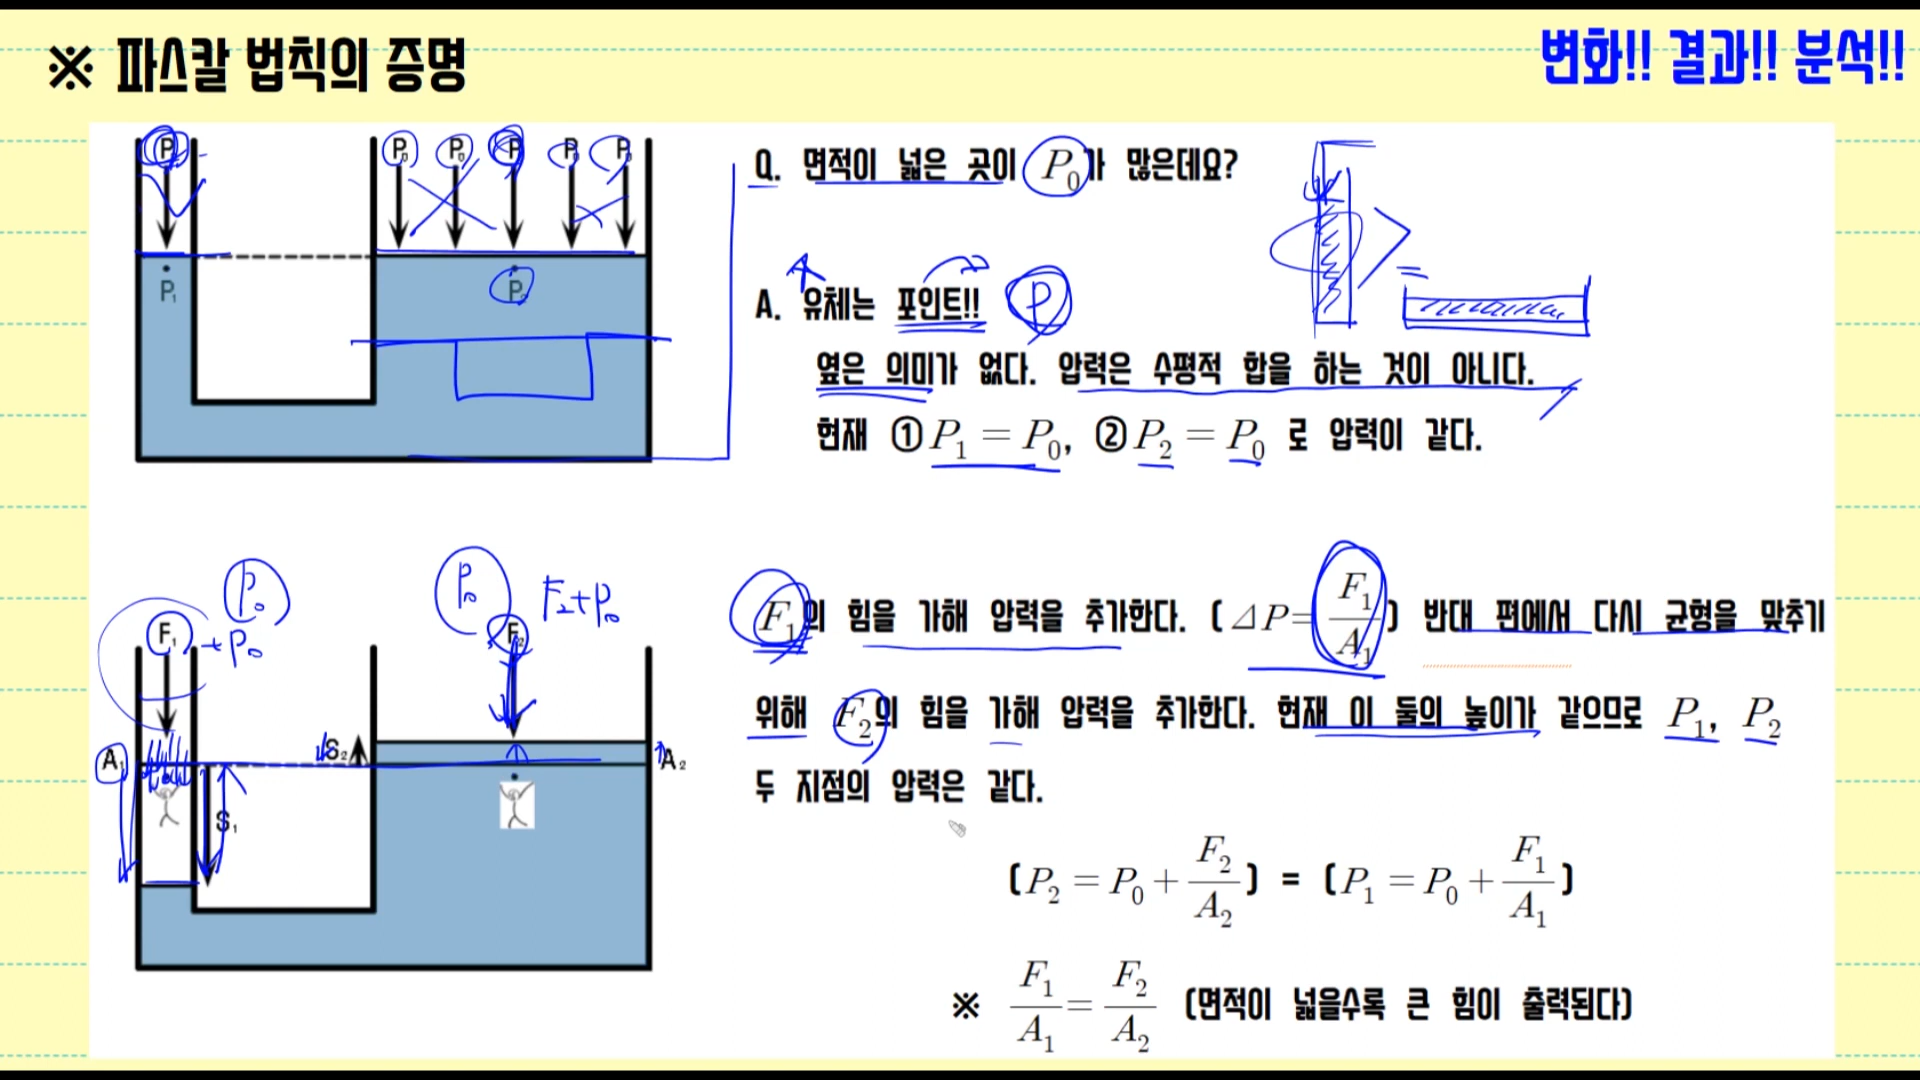 ※ 파스칼 법칙의 증명
변화!! 결과!! 분석!!
P P₀ P₀ P P P
P₁ P₂
Q. 면적이 넓은 곳이 P₀가 많은데요?
A. 유체는 포인트!! P
옆은 의미가 없다. 압력은 수평적 합을 하는 것이 아니다.
현재 ①P₁ = P₀, ②P₂ = P₀ 로 압력이 같다.
P₀ P₀ F₂+P₀
F₁ +P₀ F₂
A₁ S₂ A₂
S₁
F₁의 힘을 가해 압력을 추가한다. (⊿P=F₁/A₁) 반대 편에서 다시 균형을 맞추기
위해 F₂의 힘을 가해 압력을 추가한다. 현재 이 둘의 높이가 같으므로 P₁, P₂
두 지점의 압력은 같다.
(P₂ = P₀ + F₂/A₂) = (P₁ = P₀ + F₁/A₁)
※ F₁/A₁ = F₂/A₂ (면적이 넓을수록 큰 힘이 출력된다)